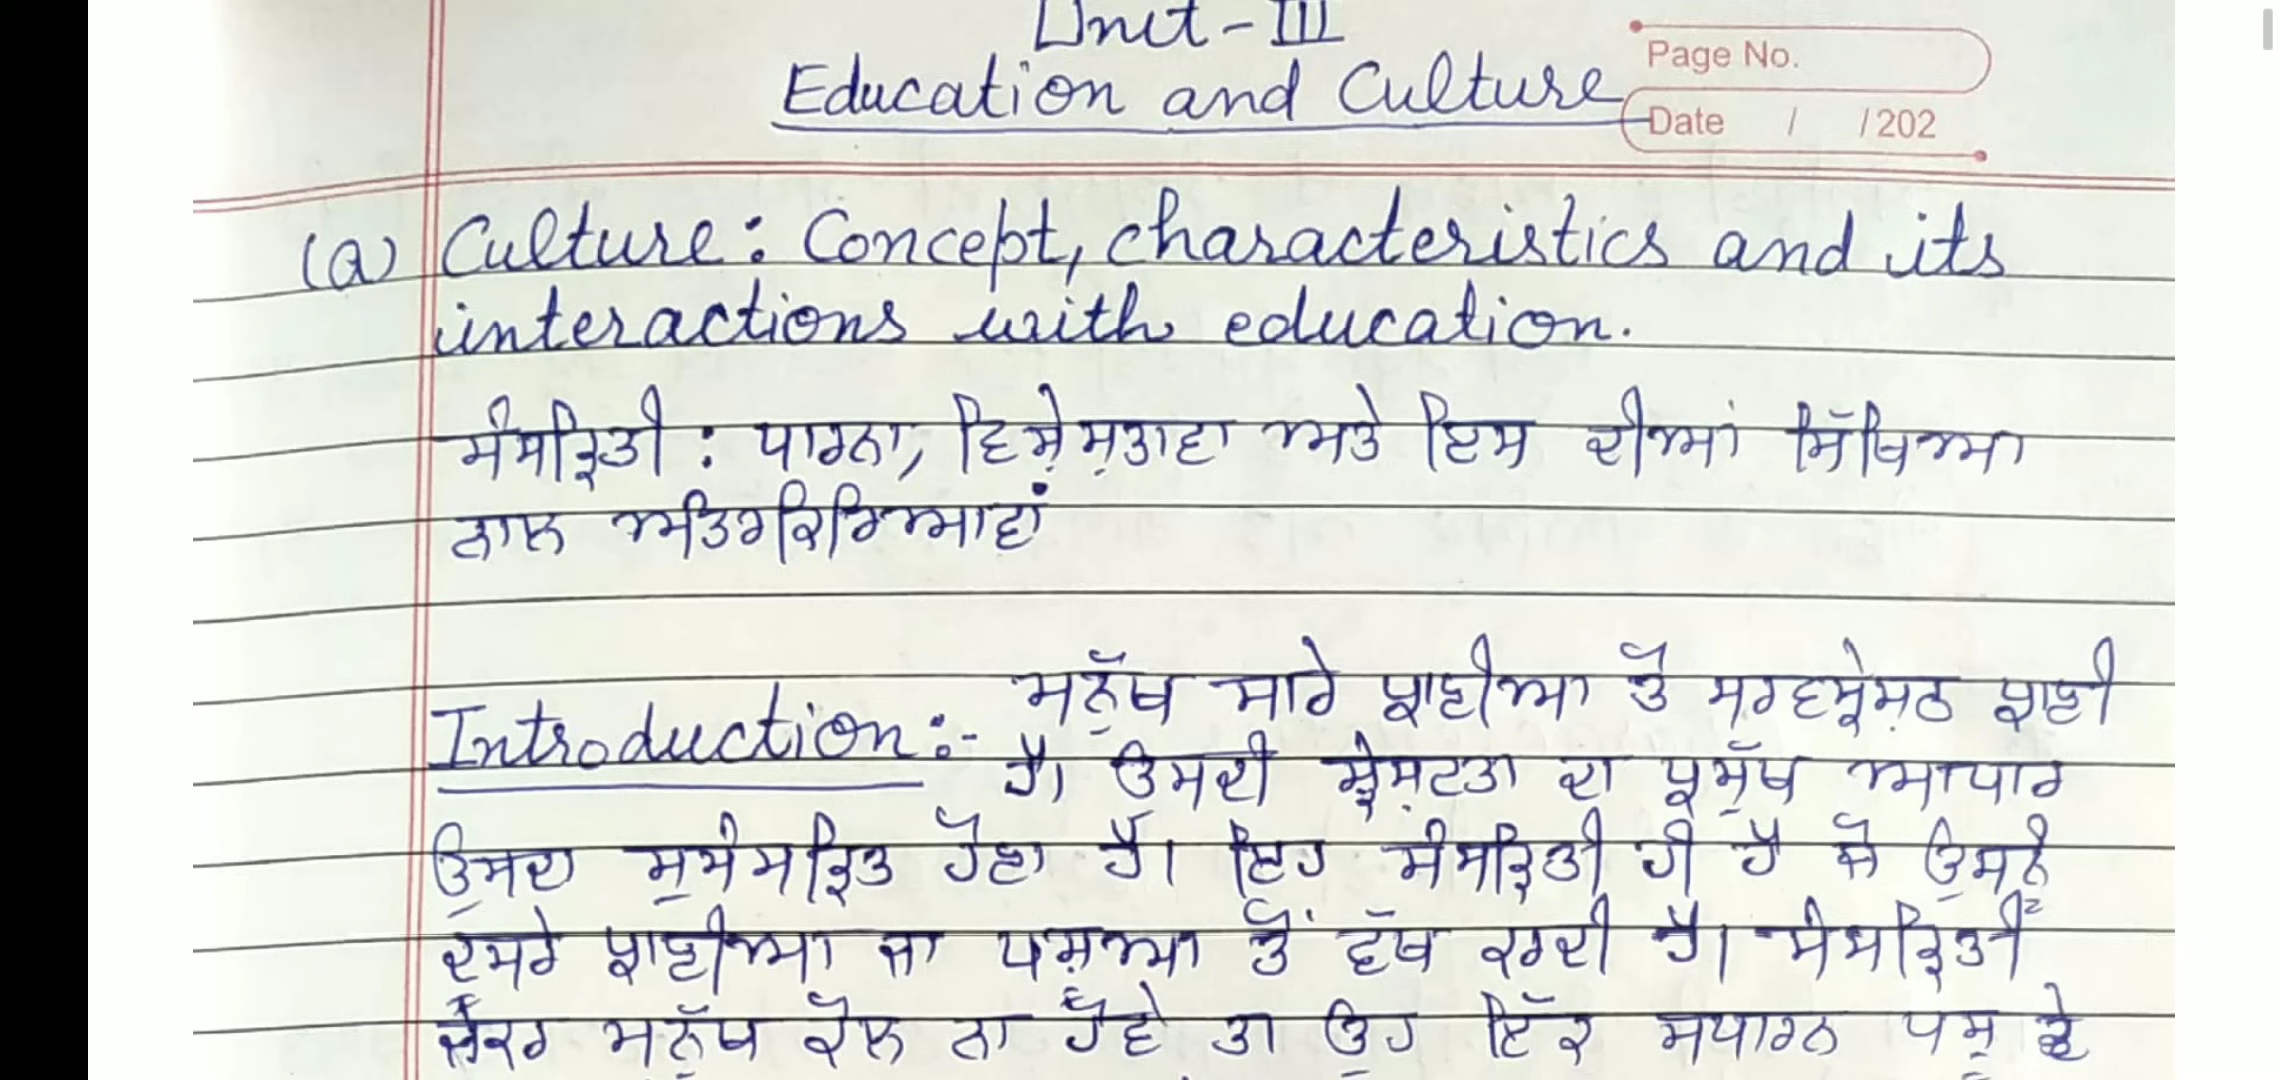 Unit - III
Education and Culture
Page No.
Date / /202
(a) Culture: Concept, characteristics and its
interactions with education.
ਸੰਸਕ੍ਰਿਤੀ : ਧਾਰਨਾ, ਵਿਸ਼ੇਸ਼ਤਾਵਾ ਅਤੇ ਇਸ ਦੀਆਂ ਸਿੱਖਿਆ
ਨਾਲ ਅੰਤਰਕਿਰਿਆਵਾਂ
Introduction:- ਮਨੁੱਖ ਸਾਰੇ ਪ੍ਰਾਣੀਆ ਤੋਂ ਸਰਵਸ਼੍ਰੇਸ਼ਠ ਪ੍ਰਾਣੀ
ਹੈ। ਉਸਦੀ ਸ਼੍ਰੇਸ਼ਟਤਾ ਦਾ ਪ੍ਰਮੁੱਖ ਆਧਾਰ
ਉਸਦਾ ਸੁਸੰਸਕ੍ਰਿਤ ਹੋਣਾ ਹੈ। ਇਹ ਸੰਸਕ੍ਰਿਤੀ ਹੀ ਹੈ ਜੋ ਉਸਨੂੰ
ਦੂਸਰੇ ਪ੍ਰਾਣੀਆ ਜਾ ਪਸ਼ੂਆ ਤੋਂ ਵੱਖ ਕਰਦੀ ਹੈ। ਸੰਸਕ੍ਰਿਤੀ
ਜੇਕਰ ਮਨੁੱਖ ਕੋਲ ਨਾ ਹੋਵੇ ਤਾ ਉਹ ਇੱਕ ਸਧਾਰਨ ਪਸ਼ੂ ਦੇ